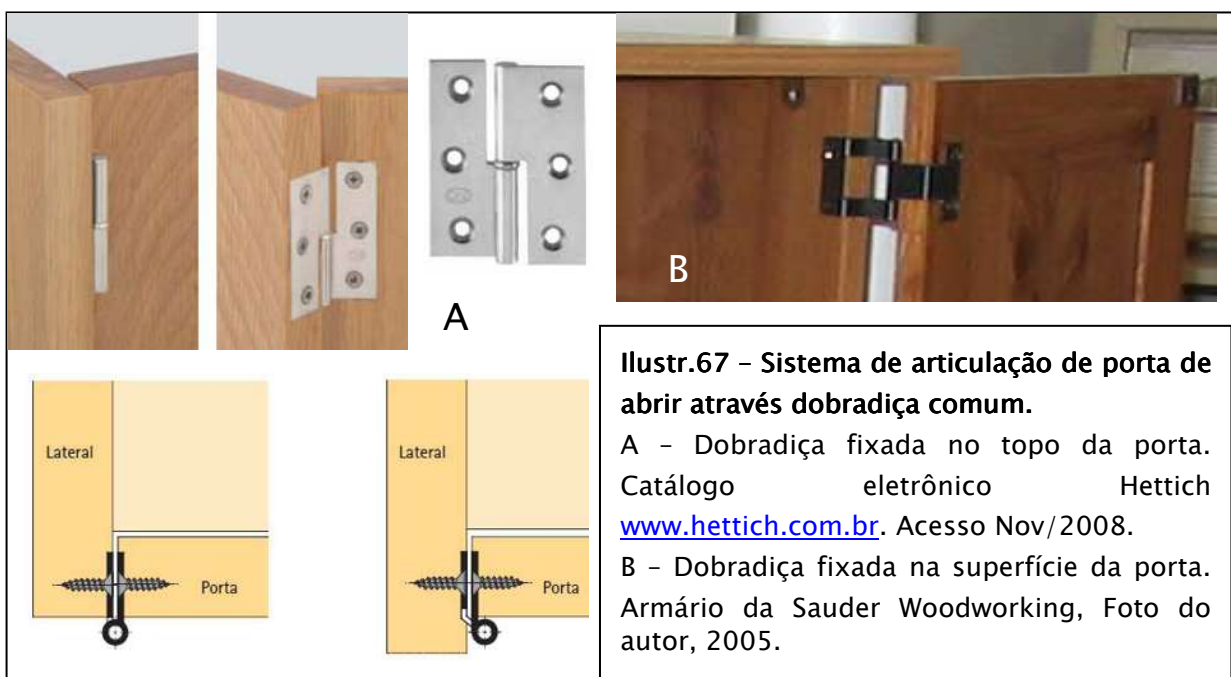 A
B
Lateral
Porta
Lateral
Porta
Ilustr.67 – Sistema de articulação de porta de
abrir através dobradiça comum.
A – Dobradiça fixada no topo da porta.
Catálogo eletrônico Hettich
www.hettich.com.br. Acesso Nov/2008.
B – Dobradiça fixada na superfície da porta.
Armário da Sauder Woodworking, Foto do
autor, 2005.